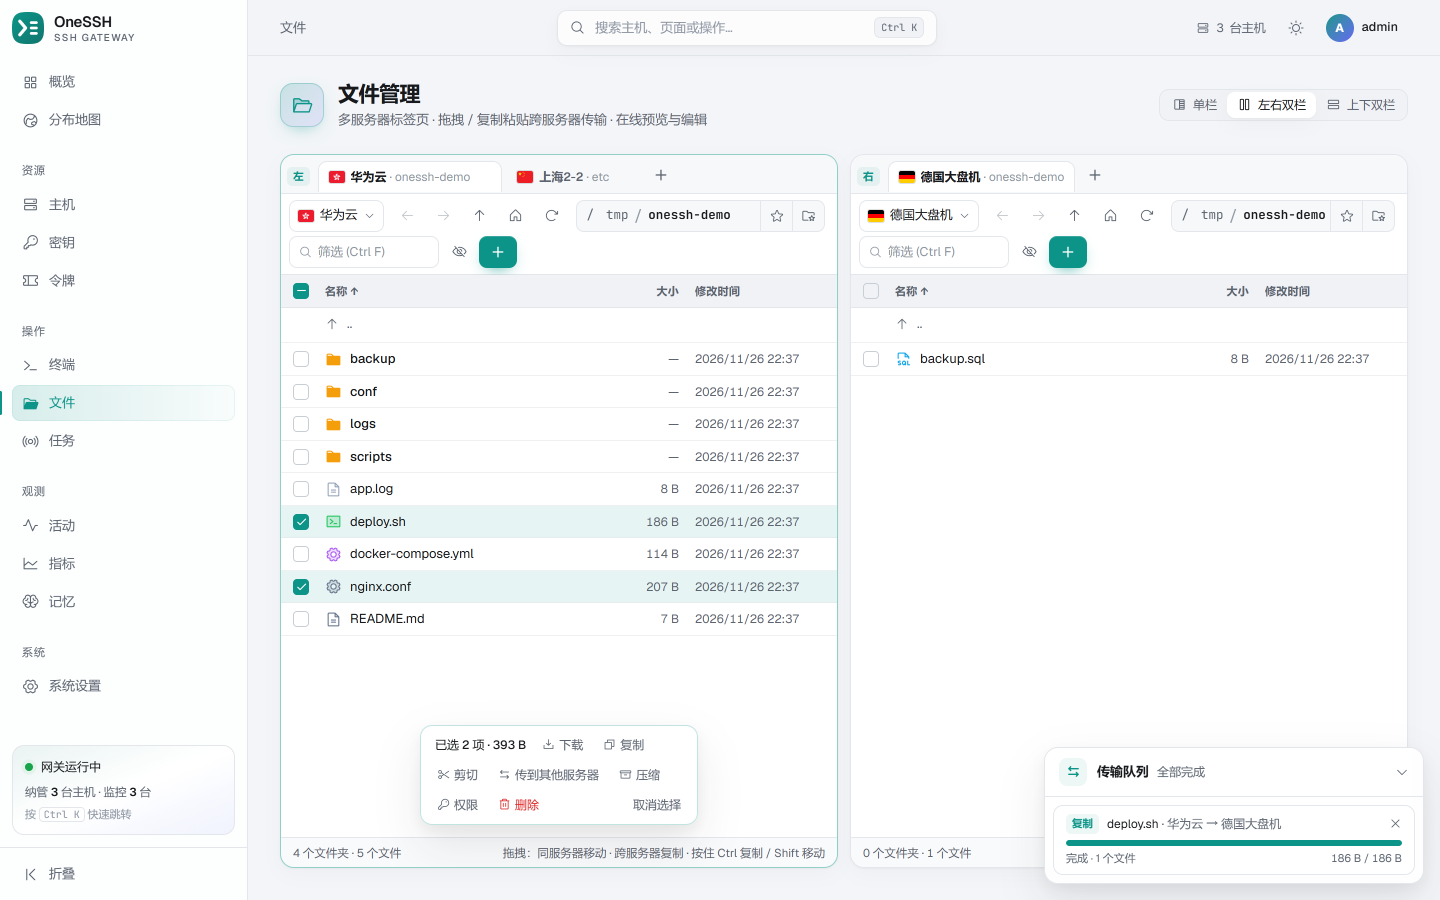 OneSSH
SSH GATEWAY
概览
分布地图
资源
主机
密钥
令牌
操作
终端
文件
任务
观测
活动
指标
记忆
系统
系统设置
网关运行中
纳管 3 台主机 · 监控 3 台
按 Ctrl K 快速跳转
折叠
文件
搜索主机、页面或操作… Ctrl K
3 台主机
A admin
文件管理
多服务器标签页 · 拖拽 / 复制粘贴跨服务器传输 · 在线预览与编辑
单栏 左右双栏 上下双栏
左 华为云 · onessh-demo 上海2-2 · etc
华为云 / tmp / onessh-demo
筛选 (Ctrl F)
名称 大小 修改时间
..
backup — 2026/11/26 22:37
conf — 2026/11/26 22:37
logs — 2026/11/26 22:37
scripts — 2026/11/26 22:37
app.log 8 B 2026/11/26 22:37
deploy.sh 186 B 2026/11/26 22:37
docker-compose.yml 114 B 2026/11/26 22:37
nginx.conf 207 B 2026/11/26 22:37
README.md 7 B 2026/11/26 22:37
已选 2 项 · 393 B 下载 复制
剪切 传到其他服务器 压缩
权限 删除 取消选择
4 个文件夹 · 5 个文件 拖拽：同服务器移动 · 跨服务器复制 · 按住 Ctrl 复制 / Shift 移动
右 德国大盘机 · onessh-demo
德国大盘机 / tmp / onessh-demo
筛选 (Ctrl F)
名称 大小 修改时间
..
SQL backup.sql 8 B 2026/11/26 22:37
0 个文件夹 · 1 个文件
传输队列 全部完成
复制 deploy.sh · 华为云 → 德国大盘机
完成 · 1 个文件 186 B / 186 B